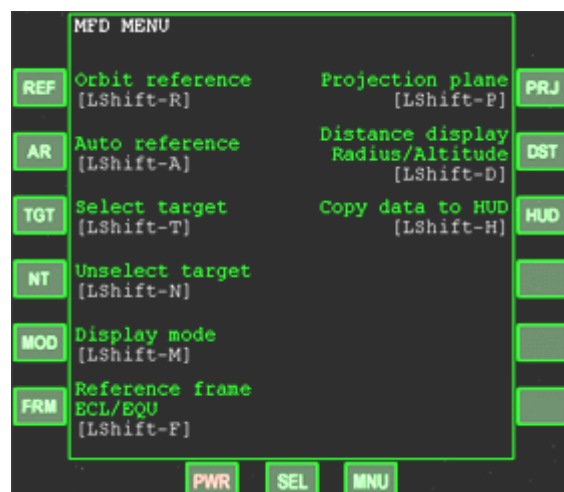 MFD MENU
REF Orbit reference Projection plane PRJ
[LShift-R] [LShift-P]
AR Auto reference Distance display DST
[LShift-A] Radius/Altitude
[LShift-D]
TGT Select target Copy data to HUD HUD
[LShift-T] [LShift-H]
NT Unselect target
[LShift-N]
MOD Display mode
[LShift-M]
FRM Reference frame
ECL/EQU
[LShift-F]
PWR SEL MNU